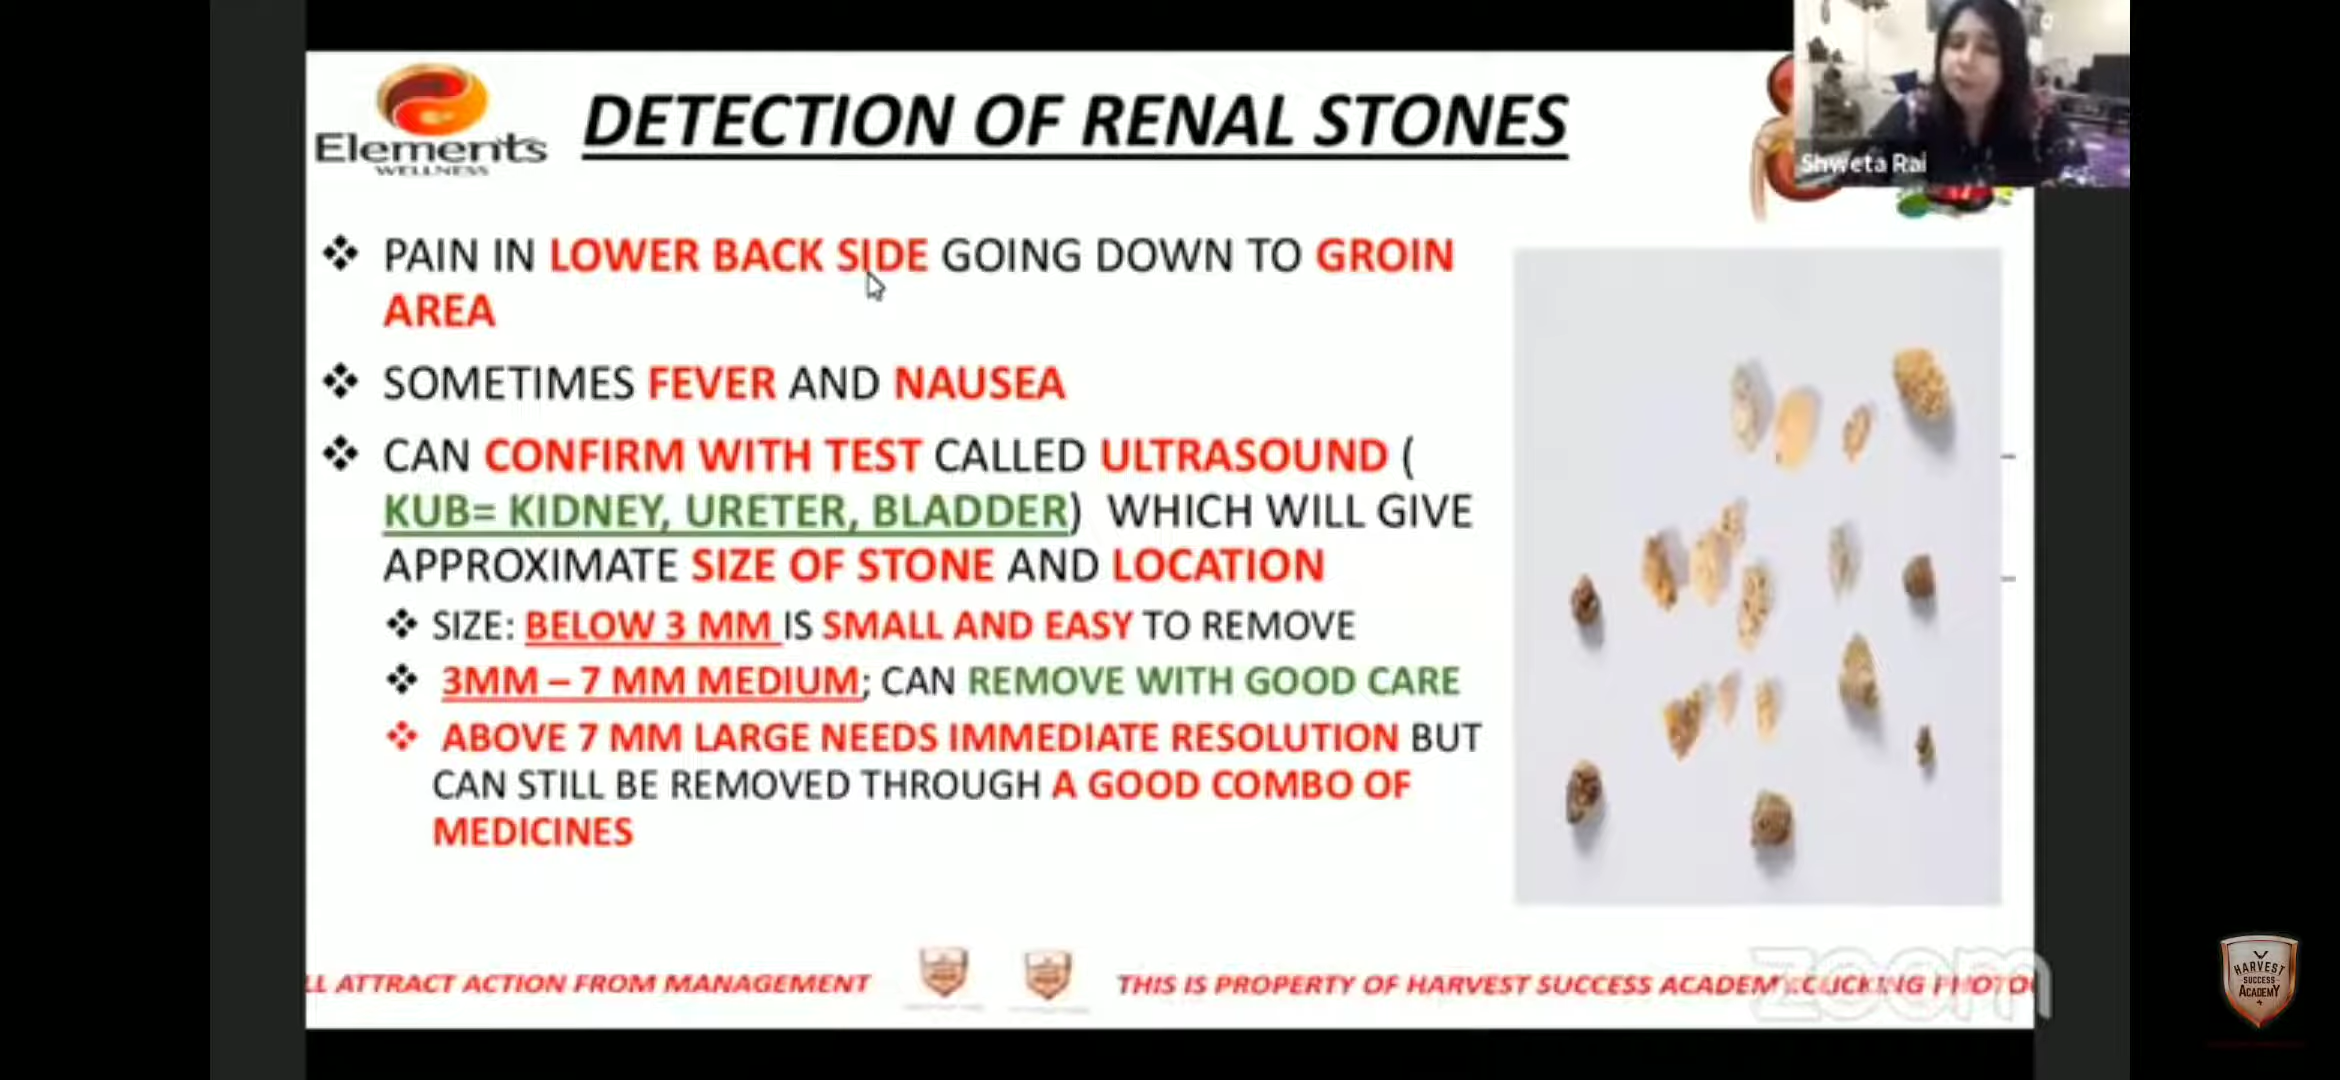 Elements
WELLNESS
DETECTION OF RENAL STONES
Shweta Rai
❖ PAIN IN LOWER BACK SIDE GOING DOWN TO GROIN
AREA
❖ SOMETIMES FEVER AND NAUSEA
❖ CAN CONFIRM WITH TEST CALLED ULTRASOUND (
KUB= KIDNEY, URETER, BLADDER) WHICH WILL GIVE
APPROXIMATE SIZE OF STONE AND LOCATION
❖ SIZE: BELOW 3 MM IS SMALL AND EASY TO REMOVE
❖ 3MM – 7 MM MEDIUM; CAN REMOVE WITH GOOD CARE
❖ ABOVE 7 MM LARGE NEEDS IMMEDIATE RESOLUTION BUT
CAN STILL BE REMOVED THROUGH A GOOD COMBO OF
MEDICINES
LL ATTRACT ACTION FROM MANAGEMENT THIS IS PROPERTY OF HARVEST SUCCESS ACADEMY.CLICKING PHOTO
zoom
HARVEST
SUCCESS
ACADEMY